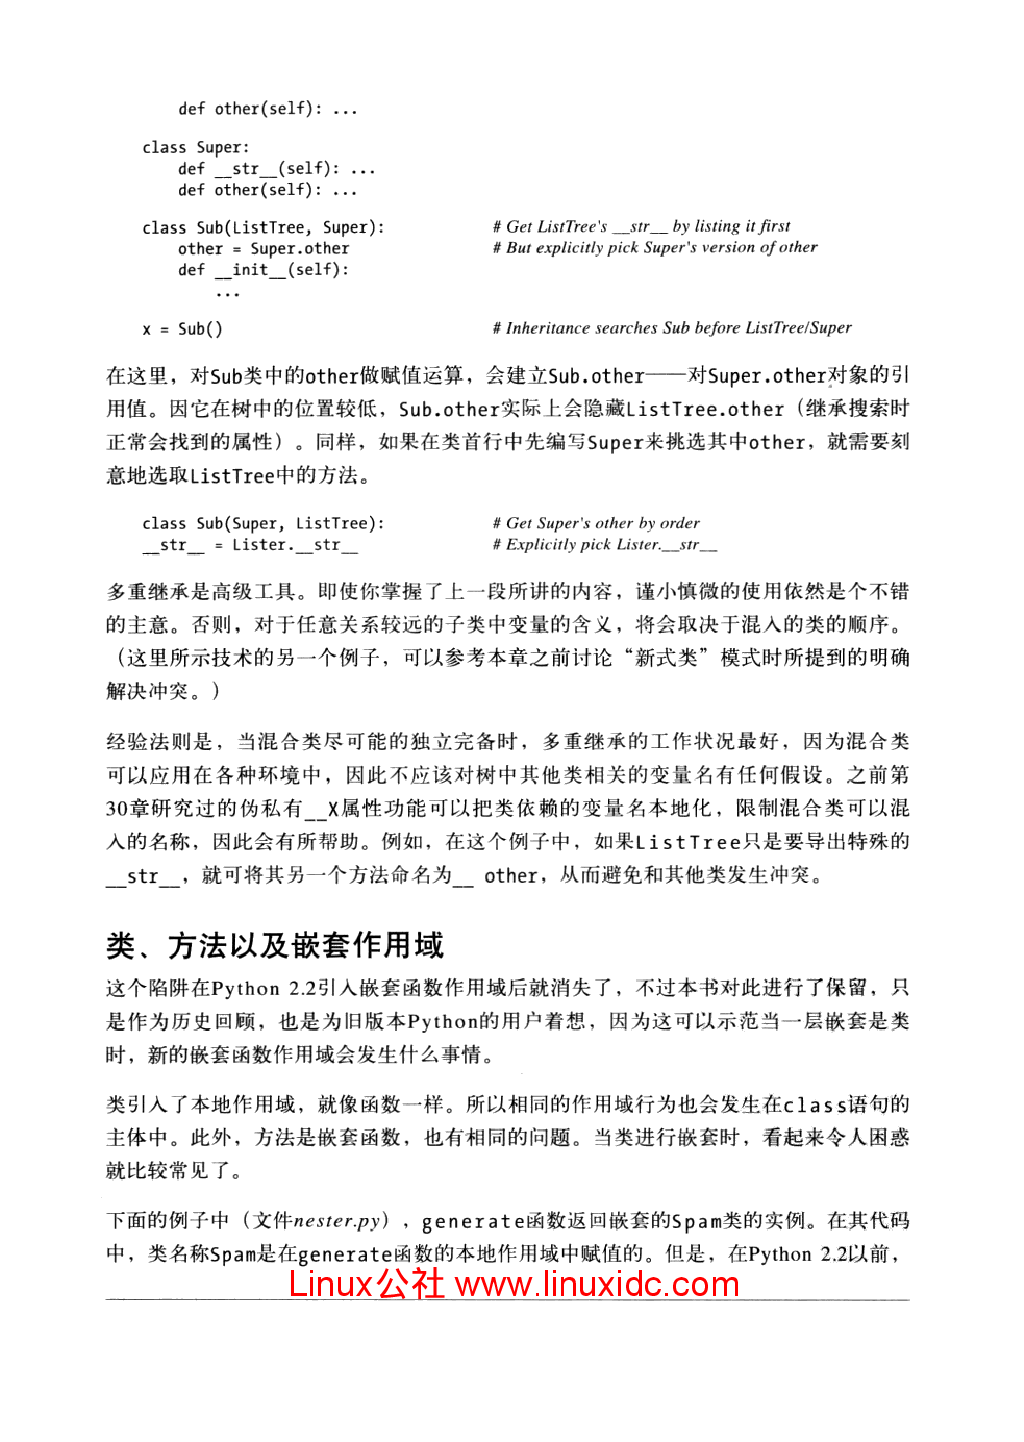 def other(self): ...
class Super:
def __str__(self): ...
def other(self): ...
class Sub(ListTree, Super): # Get ListTree's __str__ by listing it first
other = Super.other # But explicitly pick Super's version of other
def __init__(self):
...
x = Sub() # Inheritance searches Sub before ListTree/Super
在这里，对Sub类中的other做赋值运算，会建立Sub.other——对Super.other对象的引
用值。因它在树中的位置较低，Sub.other实际上会隐藏ListTree.other（继承搜索时
正常会找到的属性）。同样，如果在类首行中先编写Super来挑选其中other，就需要刻
意地选取ListTree中的方法。
class Sub(Super, ListTree): # Get Super's other by order
__str__ = Lister.__str__ # Explicitly pick Lister.__str__
多重继承是高级工具。即使你掌握了上一段所讲的内容，谨小慎微的使用依然是个不错
的主意。否则，对于任意关系较远的子类中变量的含义，将会取决于混入的类的顺序。
（这里所示技术的另一个例子，可以参考本章之前讨论“新式类”模式时所提到的明确
解决冲突。）
经验法则是，当混合类尽可能的独立完备时，多重继承的工作状况最好，因为混合类
可以应用在各种环境中，因此不应该对树中其他类相关的变量名有任何假设。之前第
30章研究过的伪私有__X属性功能可以把类依赖的变量名本地化，限制混合类可以混
入的名称，因此会有所帮助。例如，在这个例子中，如果ListTree只是要导出特殊的
__str__，就可将其另一个方法命名为__ other，从而避免和其他类发生冲突。
类、方法以及嵌套作用域
这个陷阱在Python 2.2引入嵌套函数作用域后就消失了，不过本书对此进行了保留，只
是作为历史回顾，也是为旧版本Python的用户着想，因为这可以示范当一层嵌套是类
时，新的嵌套函数作用域会发生什么事情。
类引入了本地作用域，就像函数一样。所以相同的作用域行为也会发生在class语句的
主体中。此外，方法是嵌套函数，也有相同的问题。当类进行嵌套时，看起来令人困惑
就比较常见了。
下面的例子中（文件nester.py），generate函数返回嵌套的Spam类的实例。在其代码
中，类名称Spam是在generate函数的本地作用域中赋值的。但是，在Python 2.2以前，
Linux公社 www.linuxidc.com